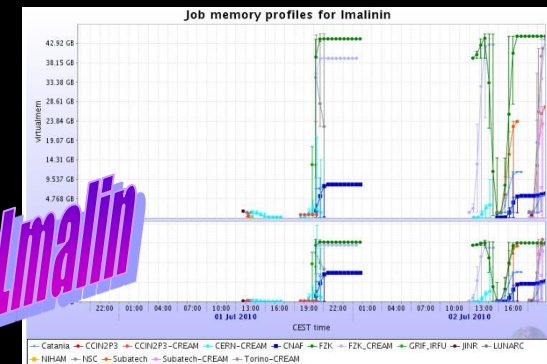 Job memory profiles for lmalinin
42.92 GB
38.15 GB
33.38 GB
28.61 GB
23.84 GB
19.07 GB
14.31 GB
9.537 GB
4.768 GB
virtualmem
Lmalin
22:00 01:00 04:00 07:00 10:00 13:00 16:00 19:00 22:00 01:00 04:00 07:00 10:00 13:00 16:00
01 Jul 2010 02 Jul 2010
CEST time
Catania CCIN2P3 CCIN2P3-CREAM CERN-CREAM CNAF FZK FZK_CREAM GRIF_IRFU JINR LUNARC
NIHAM NSC Subatech Subatech-CREAM Torino-CREAM